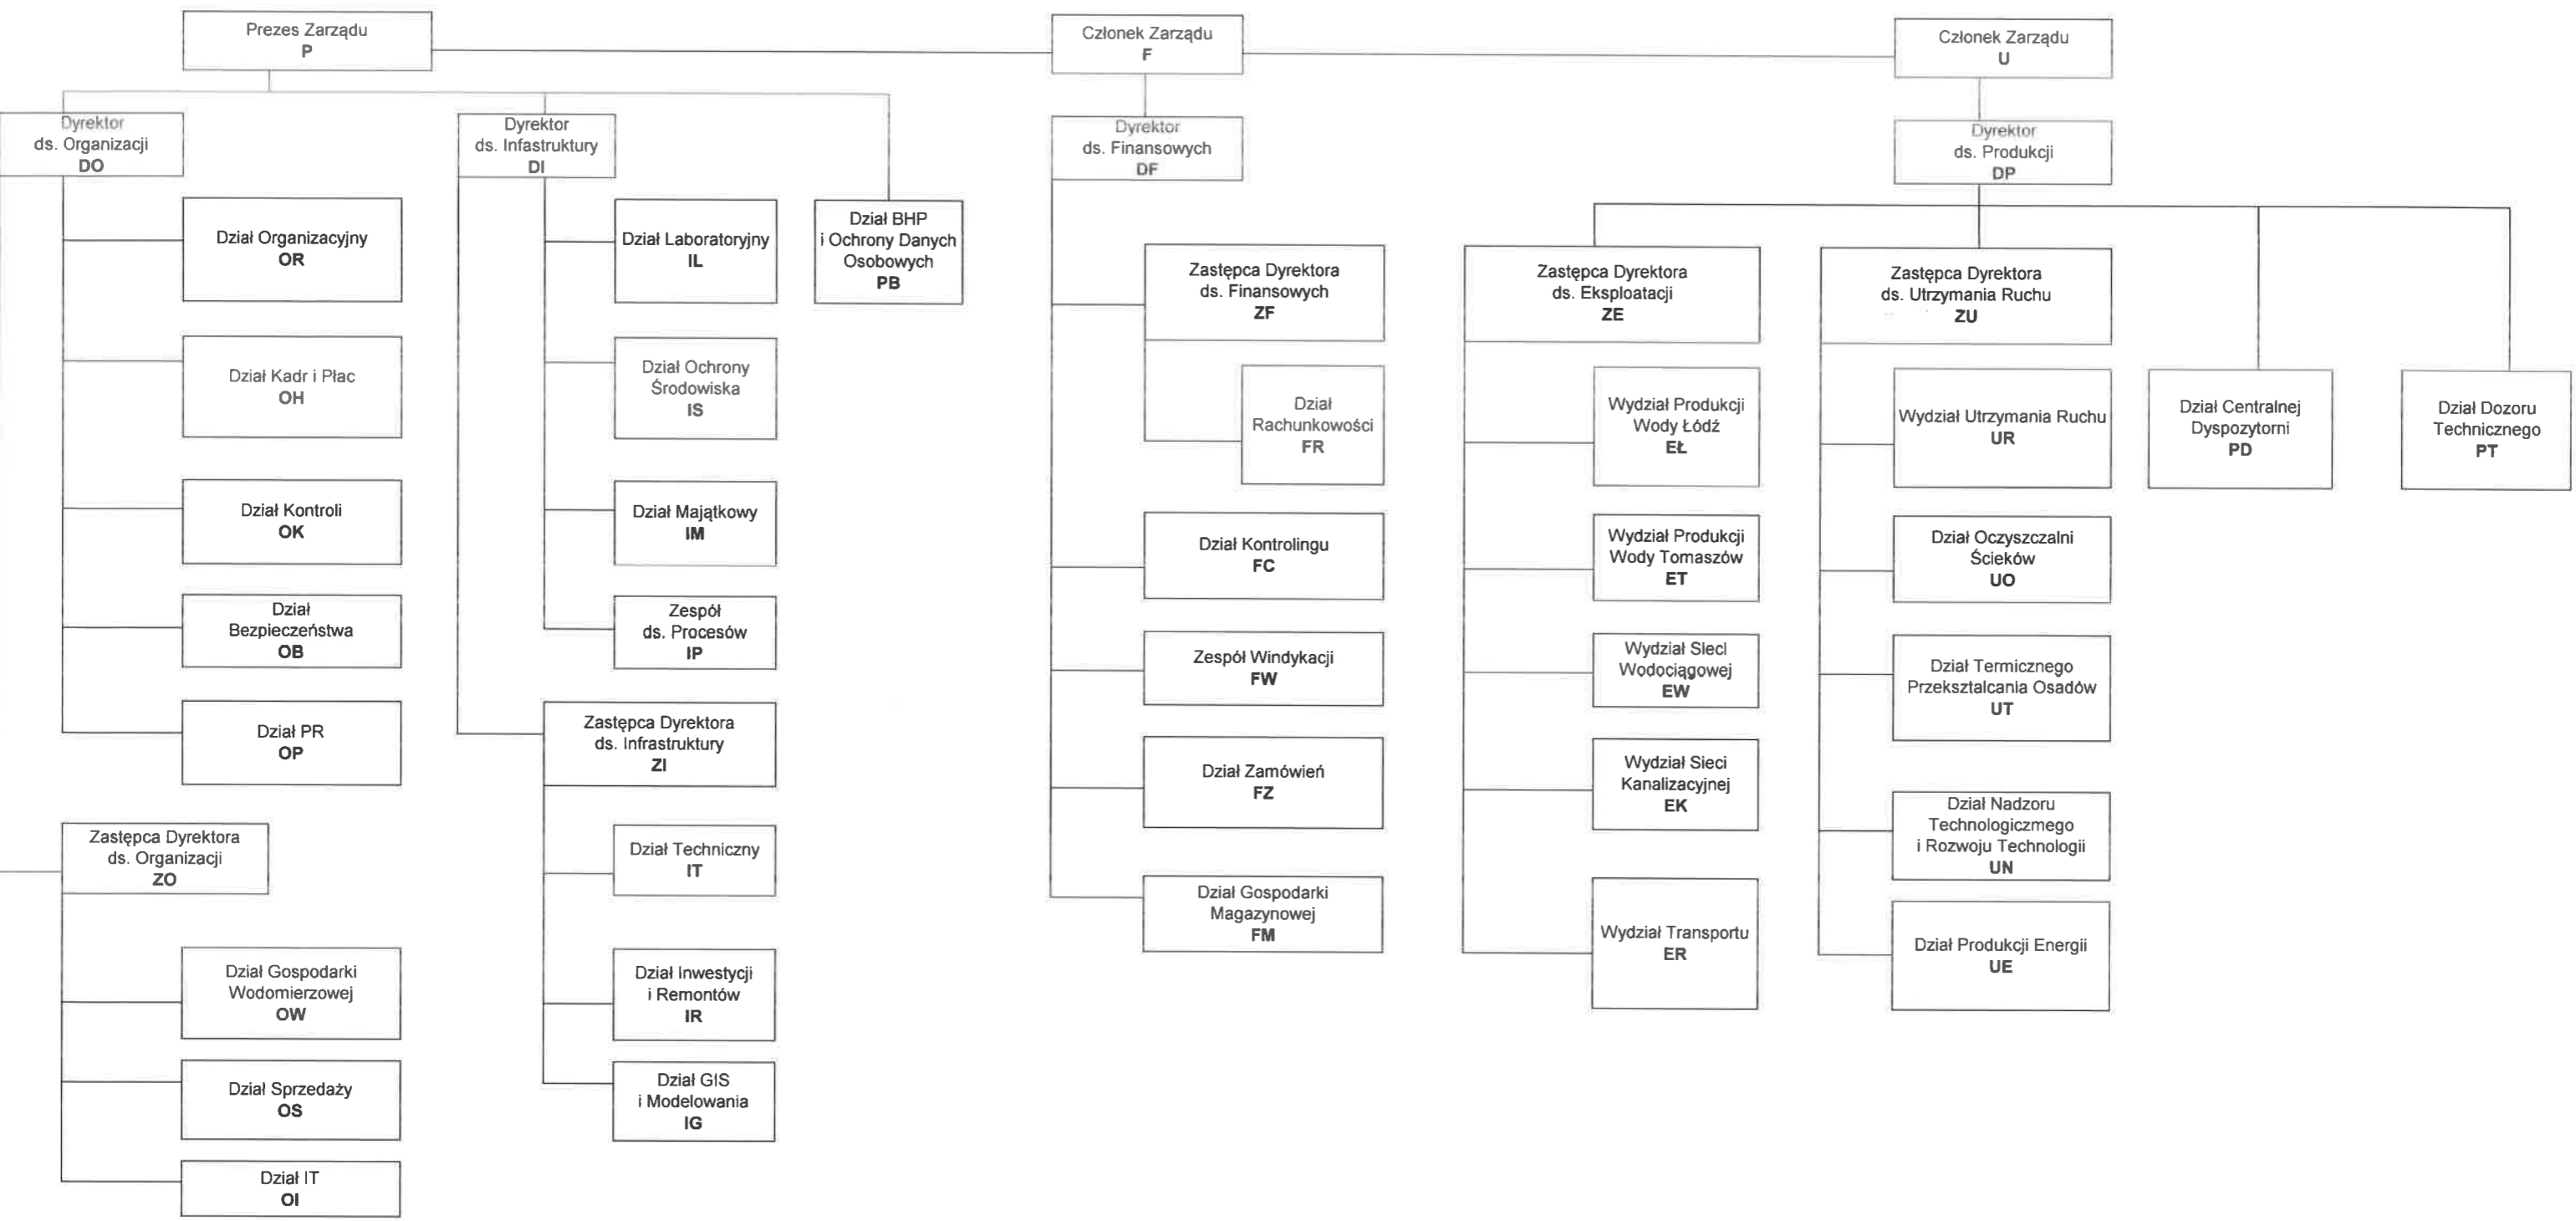 Prezes Zarządu
P
Członek Zarządu
F
Członek Zarządu
U
Dyrektor
ds. Organizacji
DO
Dyrektor
ds. Infastruktury
DI
Dyrektor
ds. Finansowych
DF
Dyrektor
ds. Produkcji
DP
Dział Organizacyjny
OR
Dział Kadr i Płac
OH
Dział Kontroli
OK
Dział
Bezpieczeństwa
OB
Dział PR
OP
Zastępca Dyrektora
ds. Organizacji
ZO
Dział Gospodarki
Wodomierzowej
OW
Dział Sprzedaży
OS
Dział IT
OI
Dział Laboratoryjny
IL
Dział Ochrony
Środowiska
IS
Dział Majątkowy
IM
Zespół
ds. Procesów
IP
Zastępca Dyrektora
ds. Infrastruktury
ZI
Dział Techniczny
IT
Dział Inwestycji
i Remontów
IR
Dział GIS
i Modelowania
IG
Dział BHP
i Ochrony Danych
Osobowych
PB
Zastępca Dyrektora
ds. Finansowych
ZF
Dział
Rachunkowości
FR
Dział Kontrolingu
FC
Zespół Windykacji
FW
Dział Zamówień
FZ
Dział Gospodarki
Magazynowej
FM
Zastępca Dyrektora
ds. Eksploatacji
ZE
Wydział Produkcji
Wody Łódź
EŁ
Wydział Produkcji
Wody Tomaszów
ET
Wydział Sieci
Wodociągowej
EW
Wydział Sieci
Kanalizacyjnej
EK
Wydział Transportu
ER
Zastępca Dyrektora
ds. Utrzymania Ruchu
ZU
Wydział Utrzymania Ruchu
UR
Dział Oczyszczalni
Ścieków
UO
Dział Termicznego
Przekształcania Osadów
UT
Dział Nadzoru
Technologiczmego
i Rozwoju Technologii
UN
Dział Produkcji Energii
UE
Dział Centralnej
Dyspozytorni
PD
Dział Dozoru
Technicznego
PT